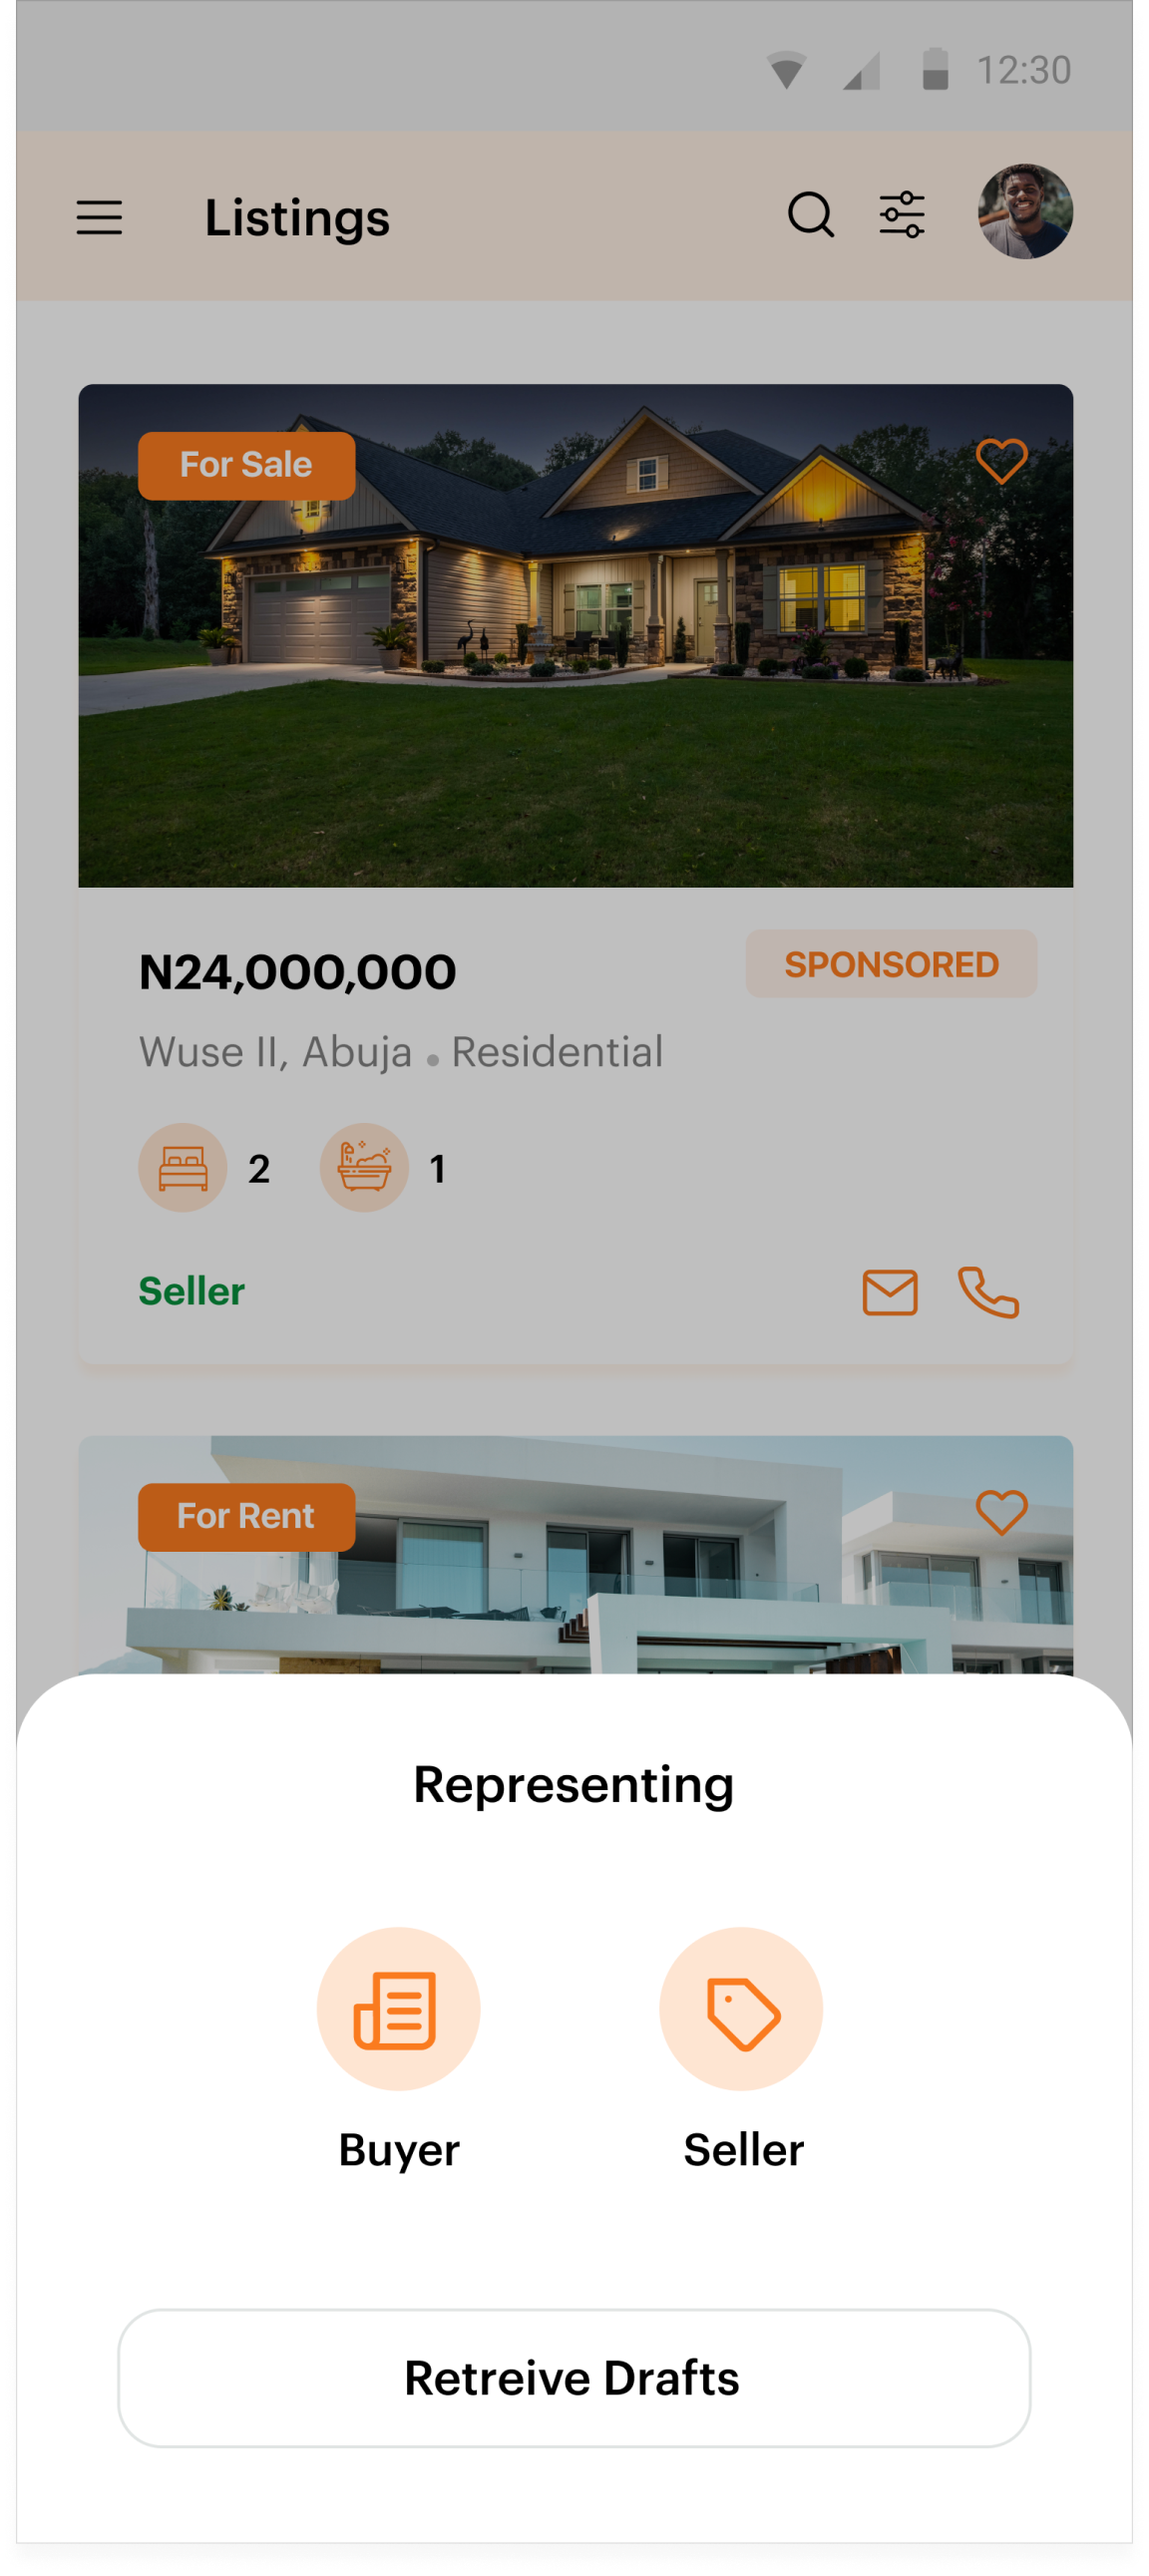 12:30
Listings
For Sale
N24,000,000
SPONSORED
Wuse II, Abuja . Residential
2 1
Seller
For Rent
Representing
Buyer Seller
Retreive Drafts